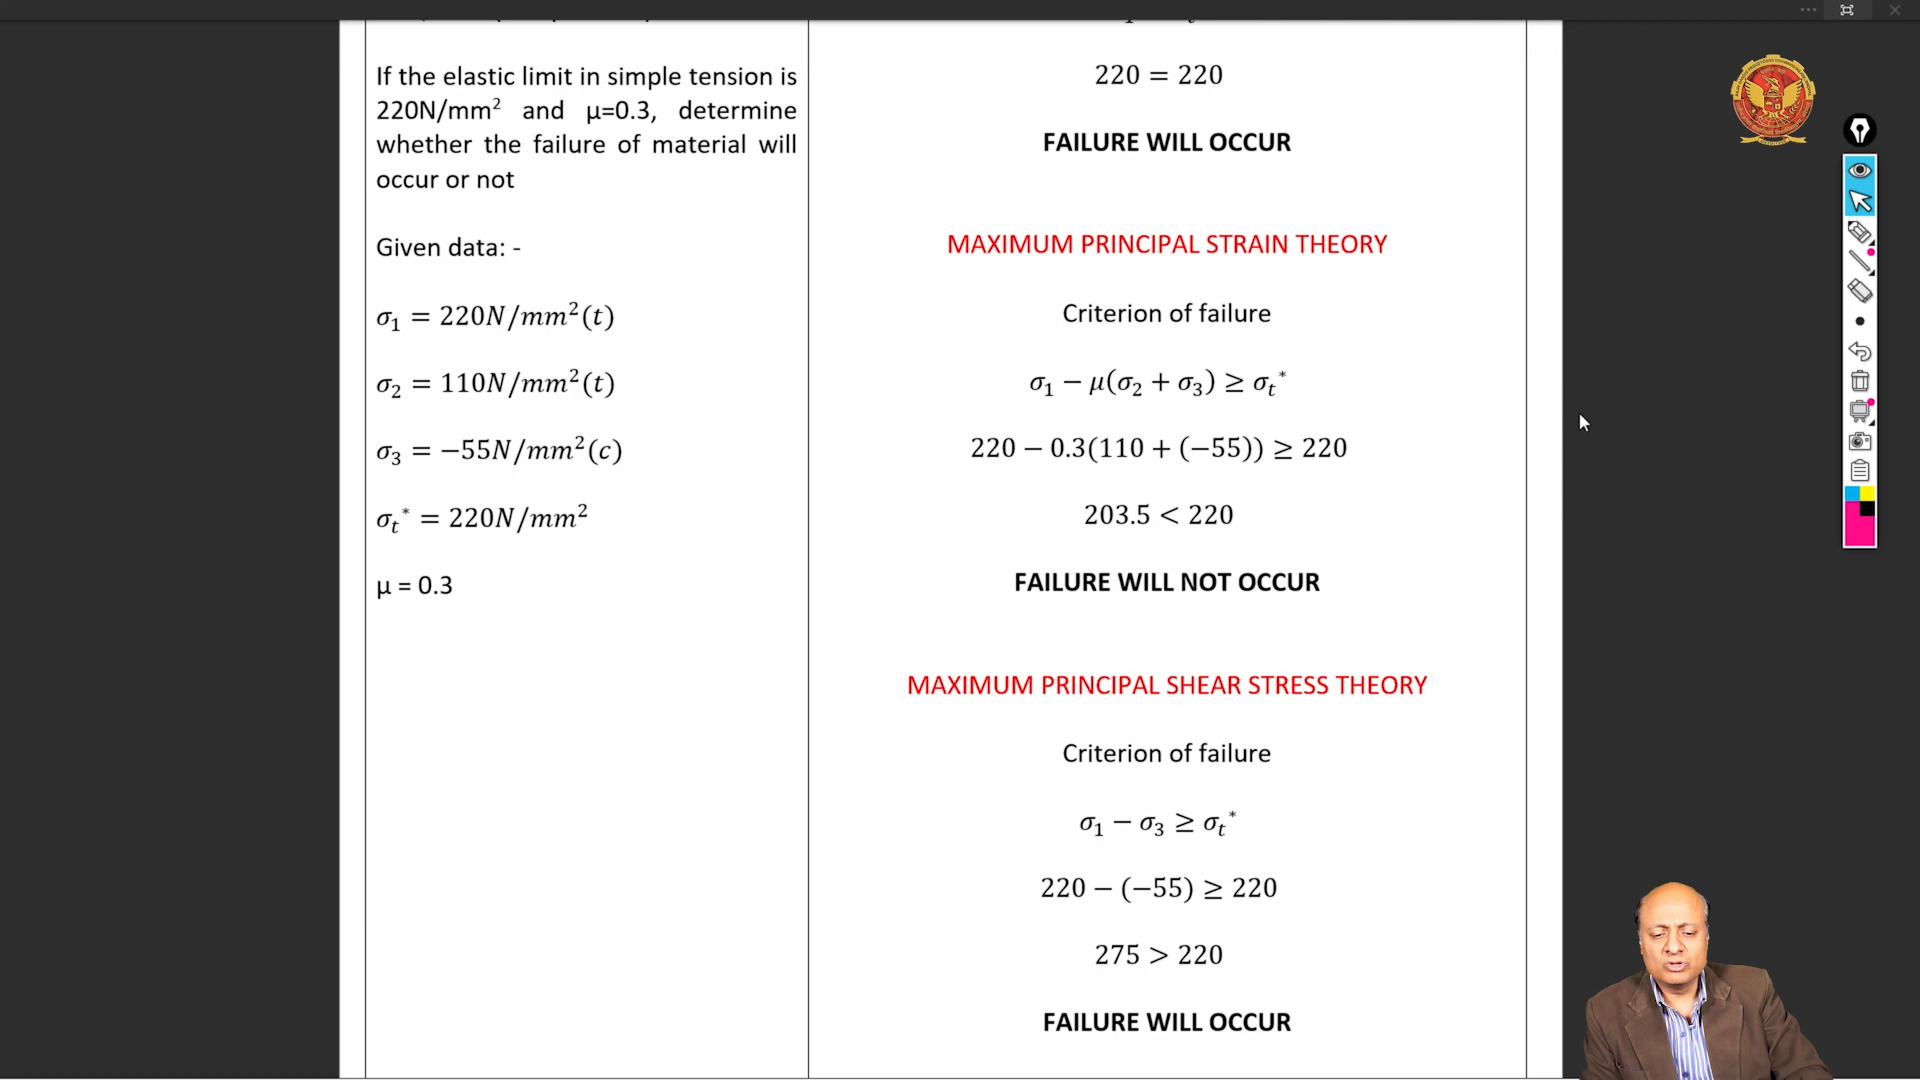 If the elastic limit in simple tension is
220N/mm² and μ=0.3, determine
whether the failure of material will
occur or not
Given data: -
σ₁ = 220N/mm²(t)
σ₂ = 110N/mm²(t)
σ₃ = −55N/mm²(c)
σₜ* = 220N/mm²
μ = 0.3
220 = 220
FAILURE WILL OCCUR
MAXIMUM PRINCIPAL STRAIN THEORY
Criterion of failure
σ₁ − μ(σ₂ + σ₃) ≥ σₜ*
220 − 0.3(110 + (−55)) ≥ 220
203.5 < 220
FAILURE WILL NOT OCCUR
MAXIMUM PRINCIPAL SHEAR STRESS THEORY
Criterion of failure
σ₁ − σ₃ ≥ σₜ*
220 − (−55) ≥ 220
275 > 220
FAILURE WILL OCCUR